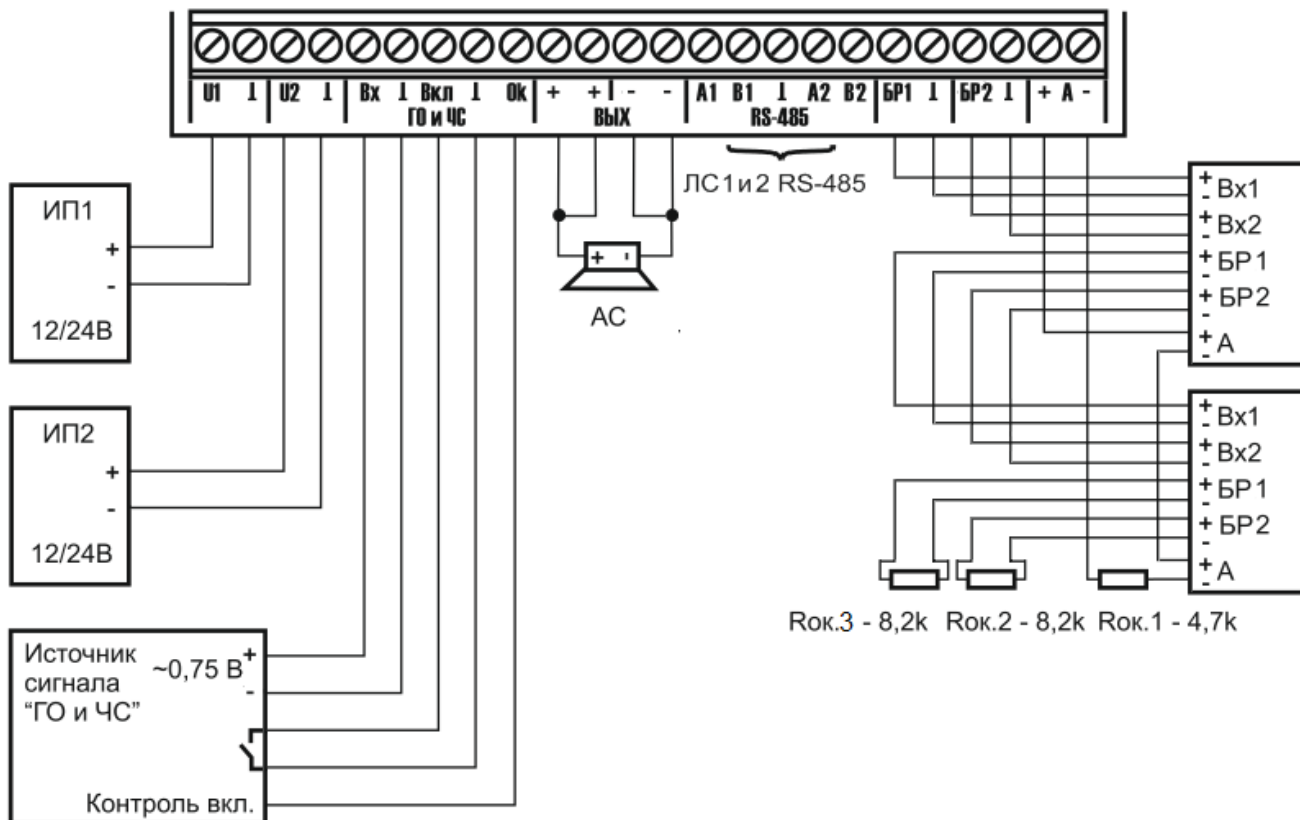 U1 ⊥ U2 ⊥ Вх ⊥ Вкл ⊥ Ok + + - - A1 B1 ⊥ A2 B2 БР1 ⊥ БР2 ⊥ + А -
ГО и ЧС ВЫХ RS-485
ЛС1и2 RS-485
ИП1
+
-
12/24В
ИП2
+
-
12/24В
Источник
сигнала
“ГО и ЧС”
~0,75 В
+
-
Контроль вкл.
+ -
АС
+
- Вх1
+
- Вх2
+
- БР1
+
- БР2
+
- А
+
- Вх1
+
- Вх2
+
- БР1
+
- БР2
+
- А
Rок.3 - 8,2k Rок.2 - 8,2k Rок.1 - 4,7k